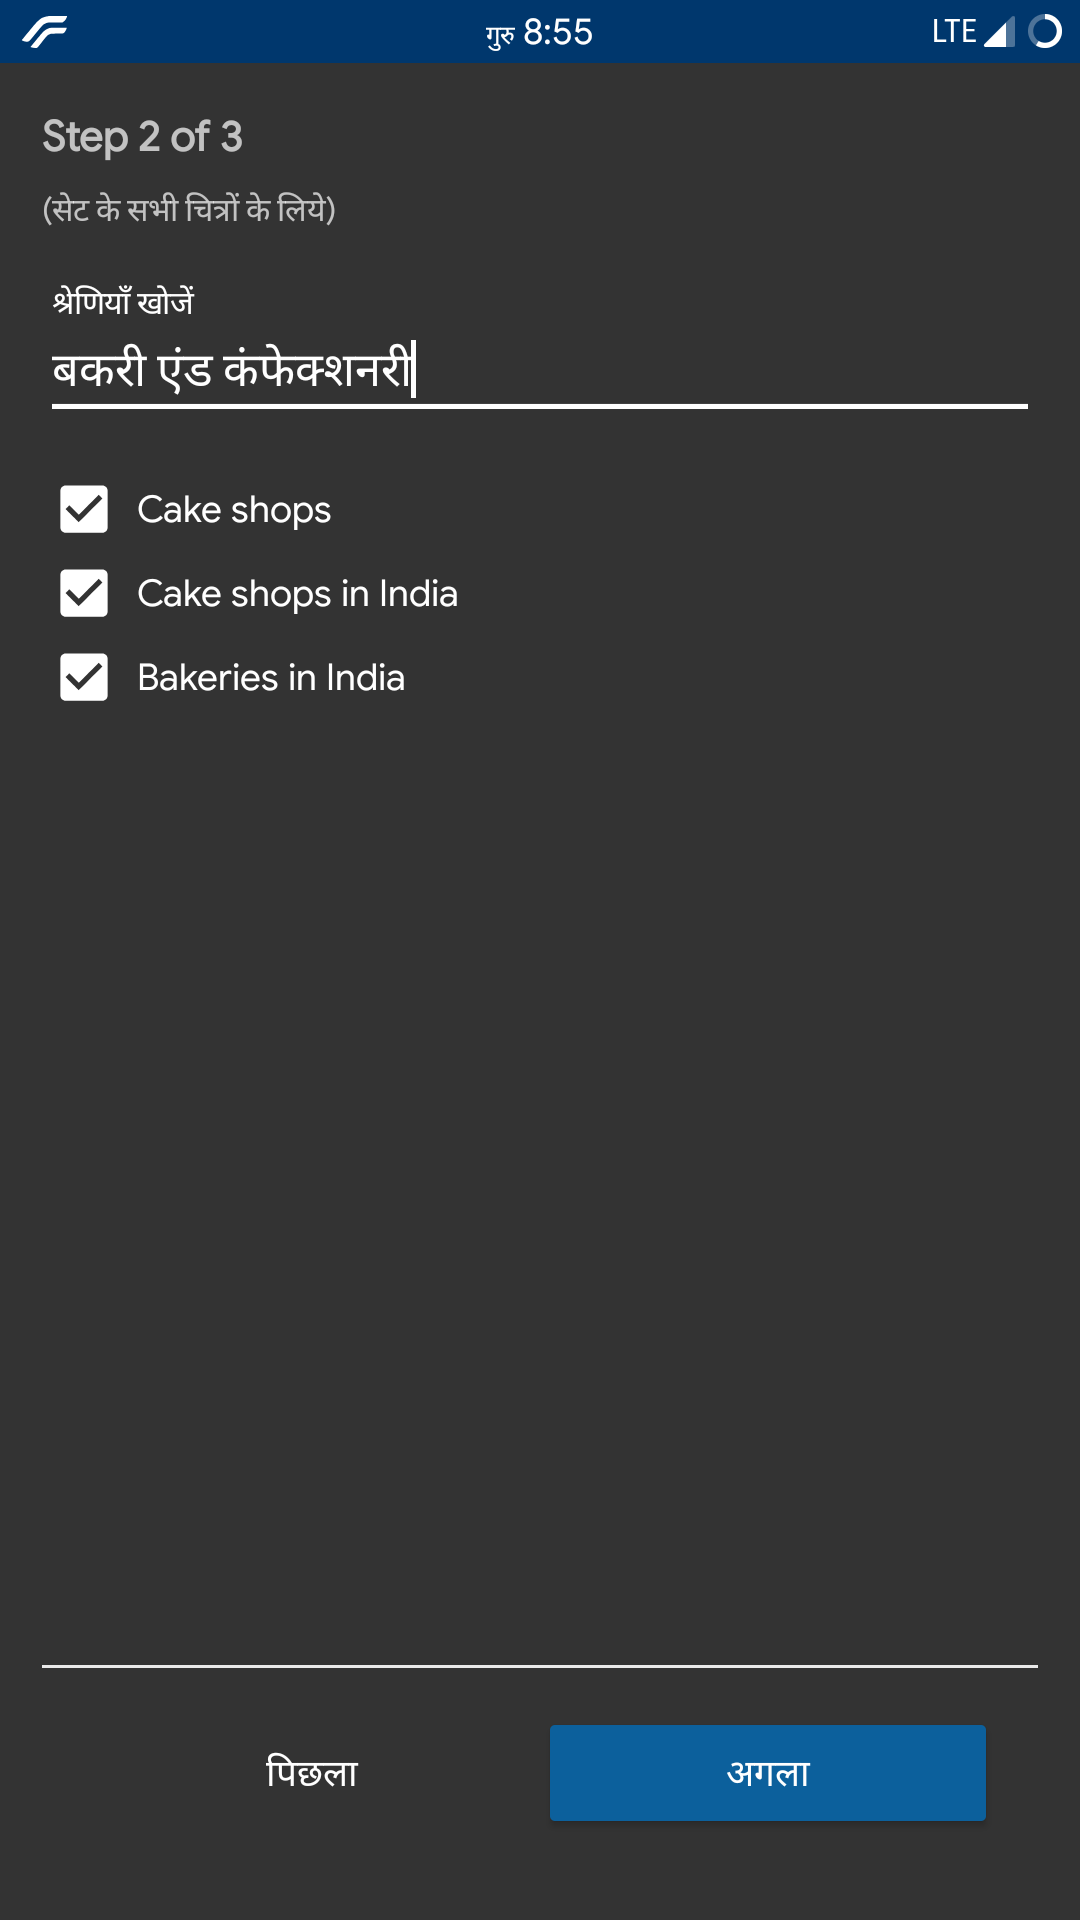 गुरु 8:55 LTE
Step 2 of 3
(सेट के सभी चित्रों के लिये)
श्रेणियाँ खोजें
बकरी एंड कंफेक्शनरी
Cake shops
Cake shops in India
Bakeries in India
पिछला अगला